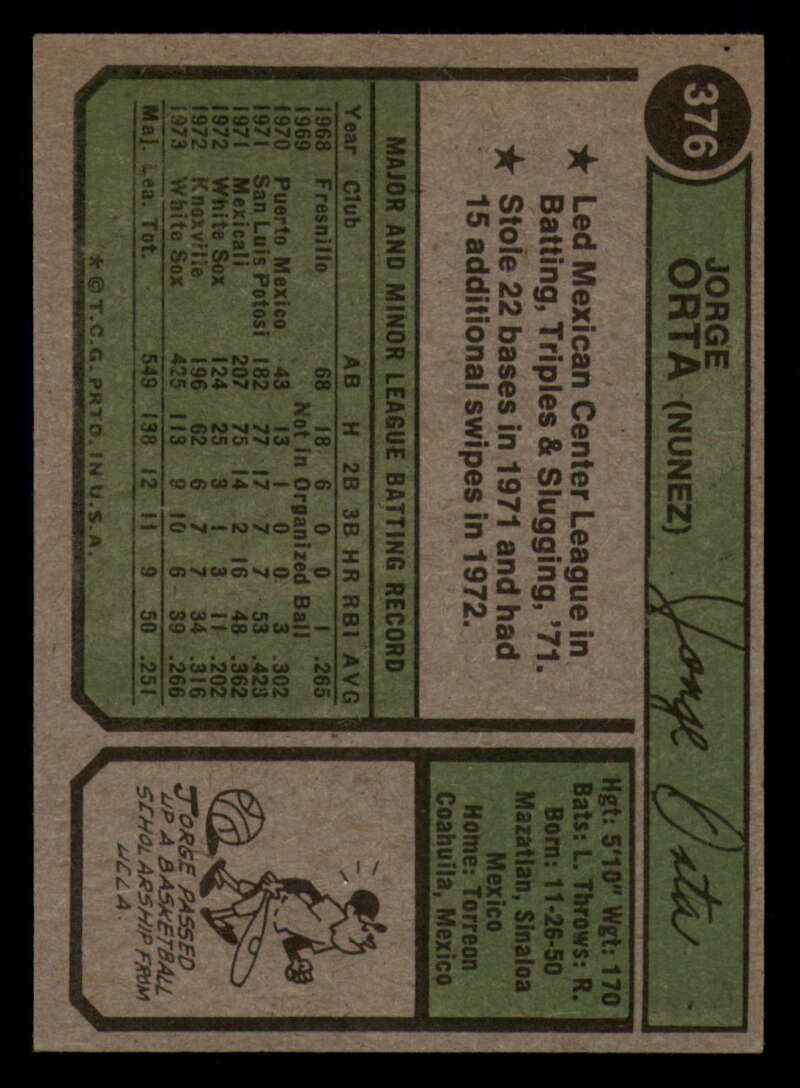 376
JORGE
ORTA (NUNEZ)
Jorge Orta
★ Led Mexican Center League in
Batting, Triples & Slugging, '71.
★ Stole 22 bases in 1971 and had
15 additional swipes in 1972.
Hgt: 5'10" Wgt: 170
Bats: L. Throws: R.
Born: 11-26-50
Mazatlan, Sinaloa
Mexico
Home: Torreon
Coahuila, Mexico
MAJOR AND MINOR LEAGUE BATTING RECORD
Year Club AB H 2B 3B HR RBI AVG
1968 Fresnillo 68 18 6 0 0 1 .265
1969 Not in Organized Ball
1970 Puerto Mexico 43 13 1 0 0 3 .302
1971 San Luis Potosi 182 77 17 7 7 53 .423
1971 Mexicali 207 75 14 2 16 48 .362
1972 White Sox 124 25 3 1 3 11 .202
1972 Knoxville 196 62 6 7 7 34 .316
1973 White Sox 425 113 9 10 6 39 .266
Maj. Lea. Tot. 549 138 12 11 9 50 .251
* © T.C.G. PRTD. IN U.S.A.
JORGE PASSED
UP A BASKETBALL
SCHOLARSHIP FROM
UCLA